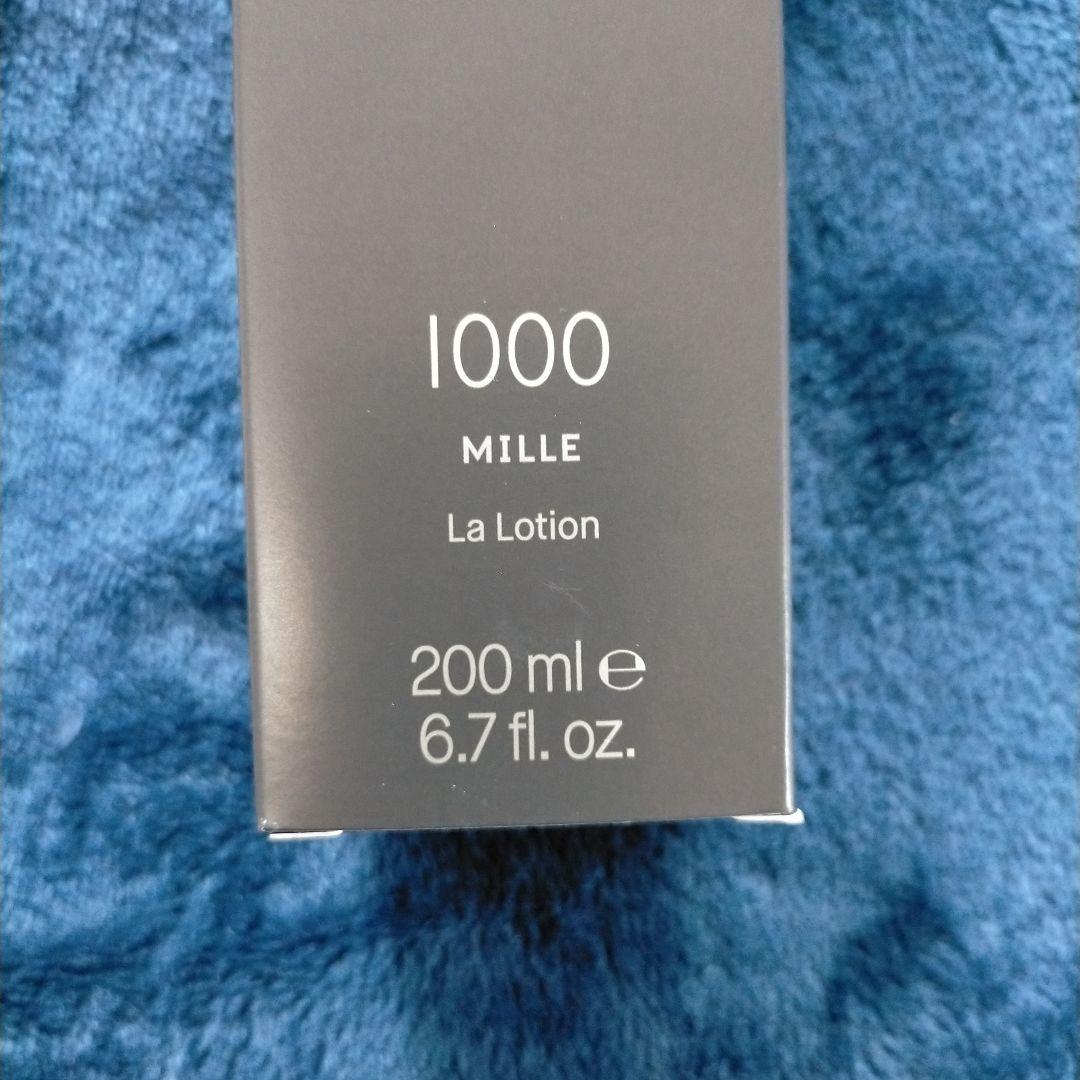 1000
MILLE
La Lotion
200 ml ℮
6.7 fl. oz.